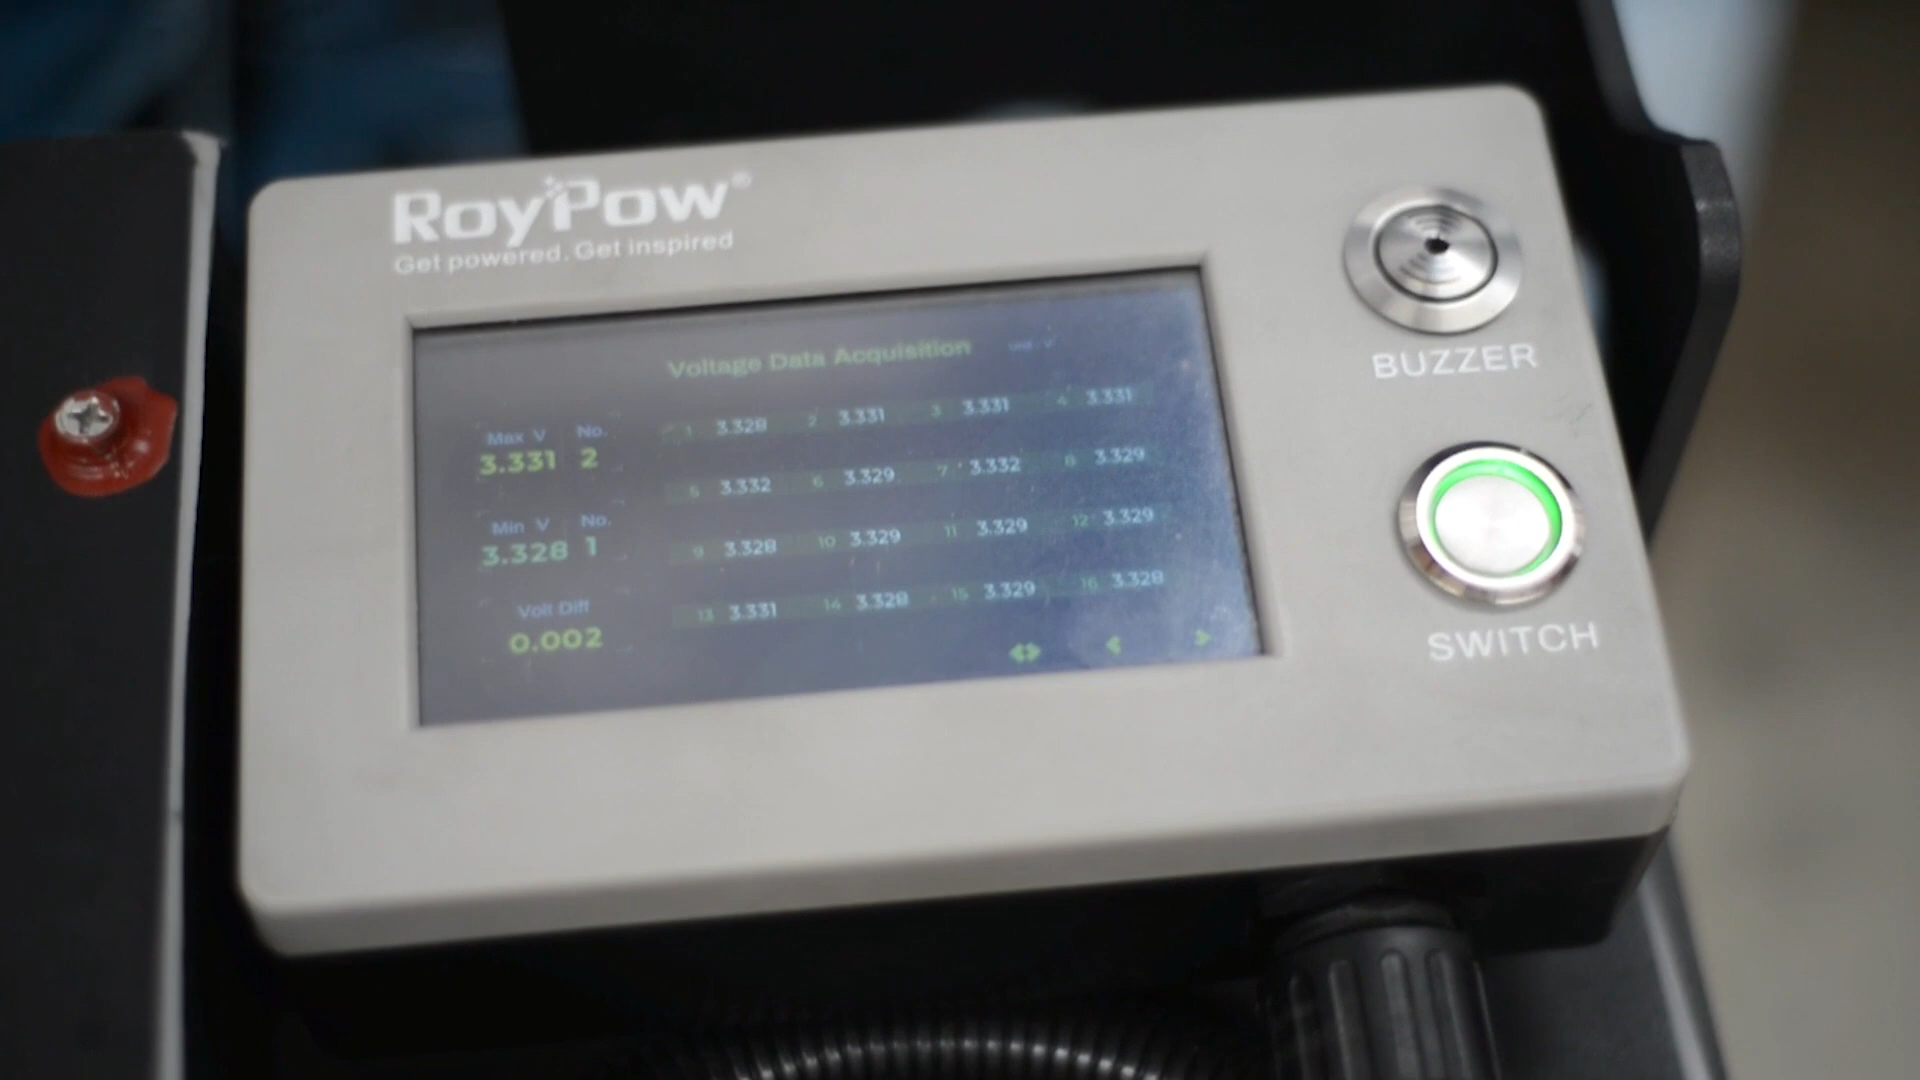 RoyPow®
Get powered. Get inspired
Voltage Data Acquisition
Max V No.
3.331 2
Min V No.
3.328 1
Volt Diff
0.002
1 3.328 2 3.331 3 3.331 4 3.331
5 3.332 6 3.329 7 3.332 8 3.329
9 3.328 10 3.329 11 3.329 12 3.329
13 3.331 14 3.328 15 3.329 16 3.328
BUZZER
SWITCH